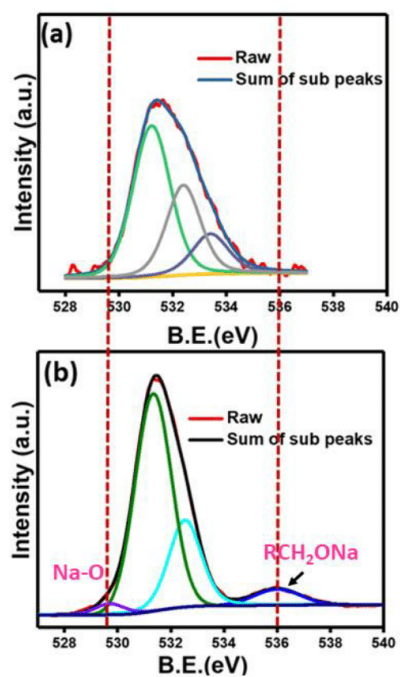 (a)
Raw
Sum of sub peaks
Intensity (a.u.)
528 530 532 534 536 538 540
B.E.(eV)
(b)
Raw
Sum of sub peaks
Intensity (a.u.)
Na-O
RCH₂ONa
528 530 532 534 536 538 540
B.E.(eV)